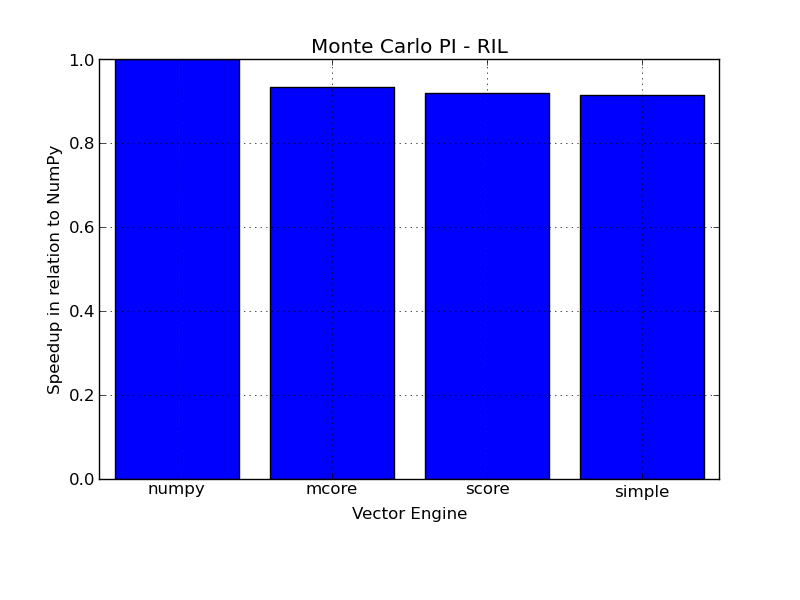 Monte Carlo PI - RIL
1.0
0.8
0.6
0.4
0.2
0.0
Speedup in relation to NumPy
numpy mcore score simple
Vector Engine